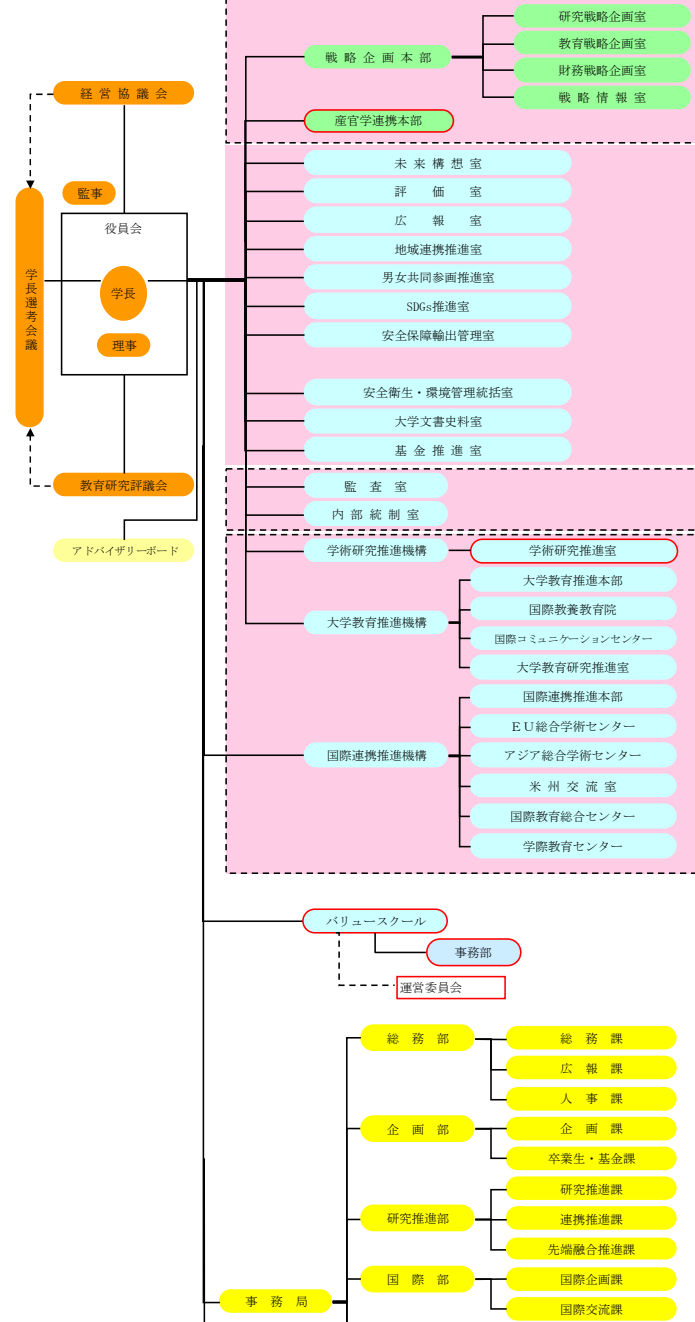 研究戦略企画室
教育戦略企画室
戦略企画本部
財務戦略企画室
戦略情報室
経営協議会
産官学連携本部
未来構想室
監事
評価室
広報室
役員会
地域連携推進室
男女共同参画推進室
学長
学長選考会議
SDGs推進室
安全保障輸出管理室
理事
安全衛生・環境管理統括室
大学文書史料室
基金推進室
教育研究評議会
監査室
内部統制室
アドバイザリーボード
学術研究推進機構
学術研究推進室
大学教育推進本部
国際教養教育院
大学教育推進機構
国際コミュニケーションセンター
大学教育研究推進室
国際連携推進本部
EU総合学術センター
国際連携推進機構
アジア総合学術センター
米州交流室
国際教育総合センター
学際教育センター
バリュースクール
事務部
運営委員会
総務部
総務課
広報課
人事課
企画部
企画課
卒業生・基金課
研究推進課
研究推進部
連携推進課
先端融合推進課
国際部
国際企画課
事務局
国際交流課